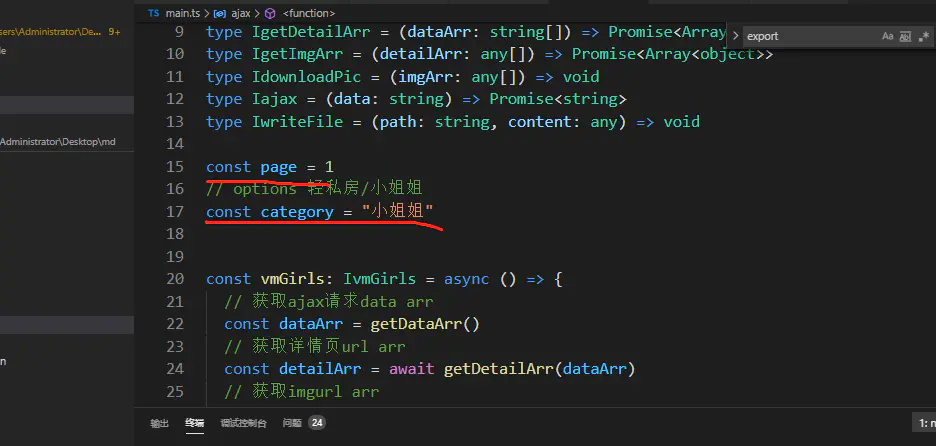 sers\Administrator\De... 9+
le
Administrator\Desktop\md
n
TS main.ts > ajax > <function>
> export Aa ab .*
9 type IgetDetailArr = (dataArr: string[]) => Promise<Array
10 type IgetImgArr = (detailArr: any[]) => Promise<Array<object>>
11 type IdownloadPic = (imgArr: any[]) => void
12 type Iajax = (data: string) => Promise<string>
13 type IwriteFile = (path: string, content: any) => void
14
15 const page = 1
16 // options 轻私房/小姐姐
17 const category = "小姐姐"
18
19
20 const vmGirls: IvmGirls = async () => {
21 // 获取ajax请求data arr
22 const dataArr = getDataArr()
23 // 获取详情页url arr
24 const detailArr = await getDetailArr(dataArr)
25 // 获取imgurl arr
输出 终端 调试控制台 问题 24
1: n